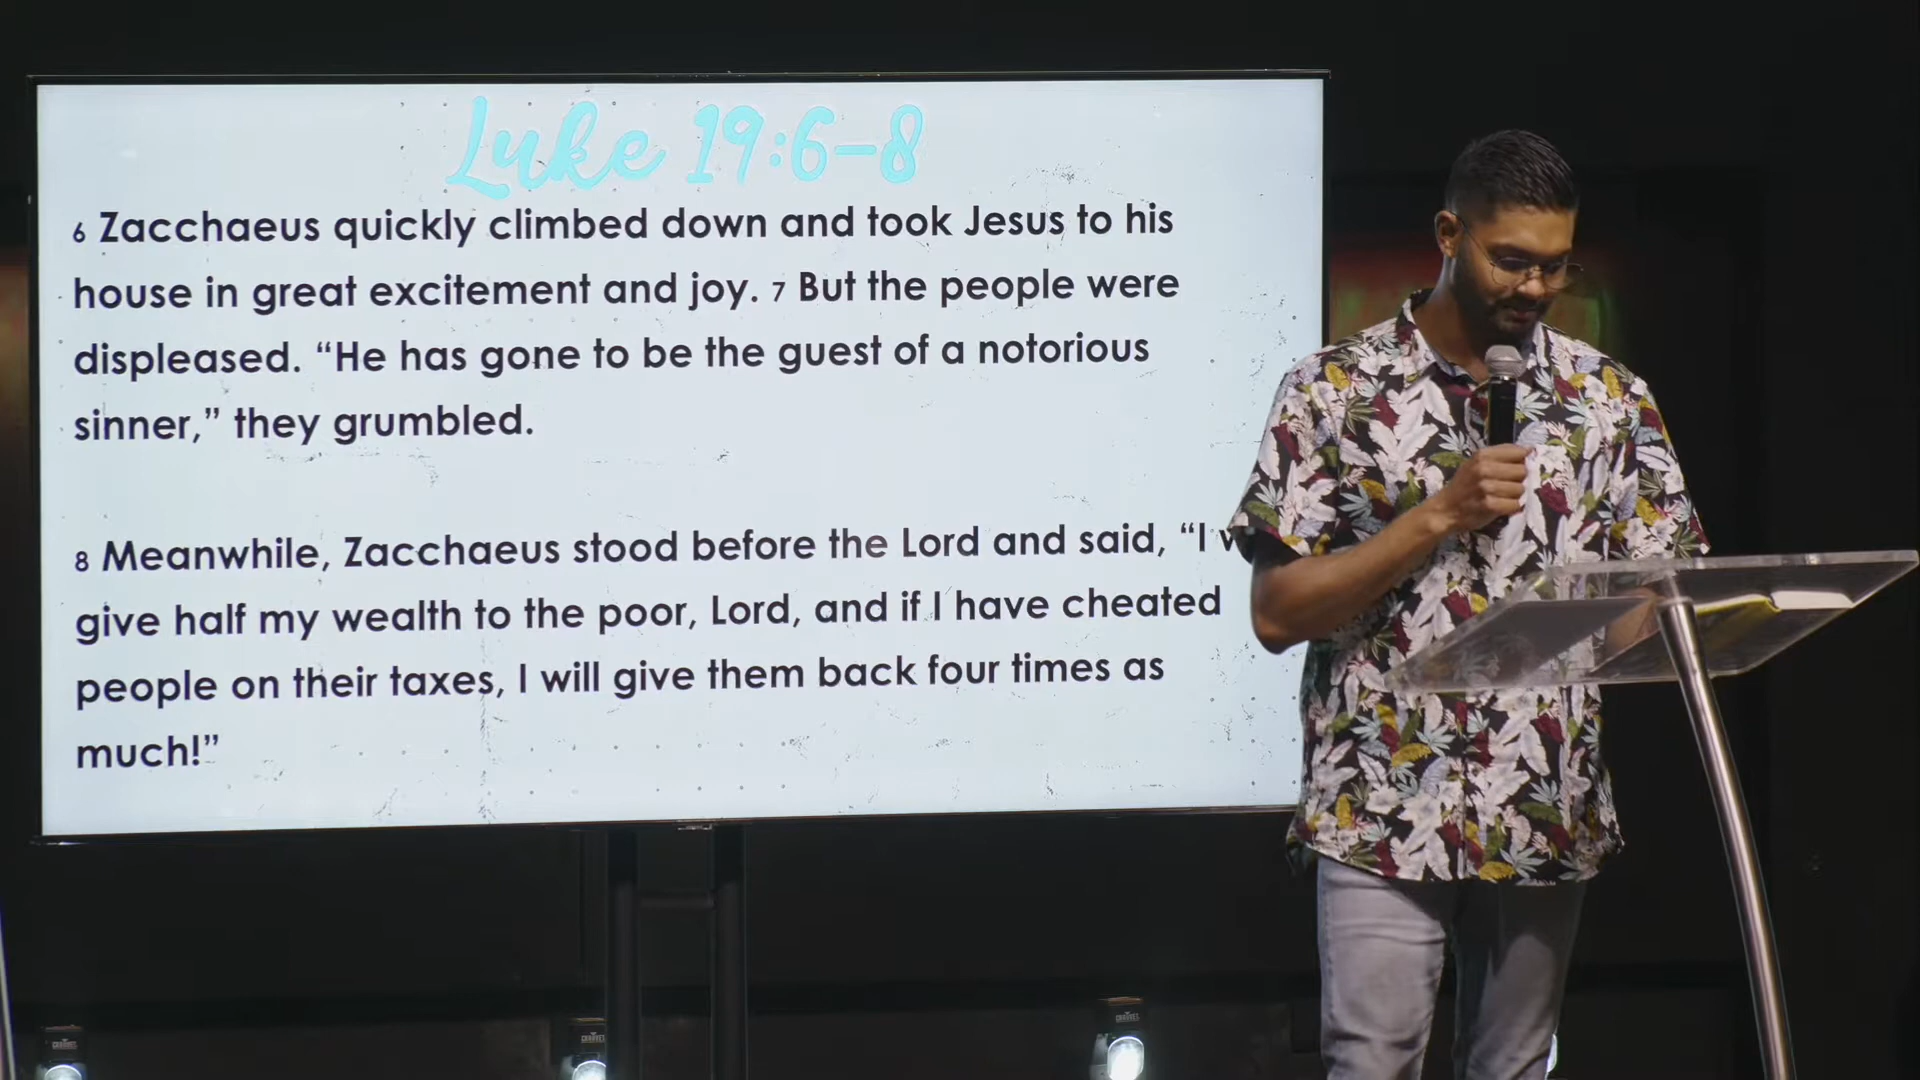 Luke 19:6-8
6 Zacchaeus quickly climbed down and took Jesus to his
house in great excitement and joy. 7 But the people were
displeased. “He has gone to be the guest of a notorious
sinner,” they grumbled.
8 Meanwhile, Zacchaeus stood before the Lord and said, “I
give half my wealth to the poor, Lord, and if I have cheated
people on their taxes, I will give them back four times as
much!”